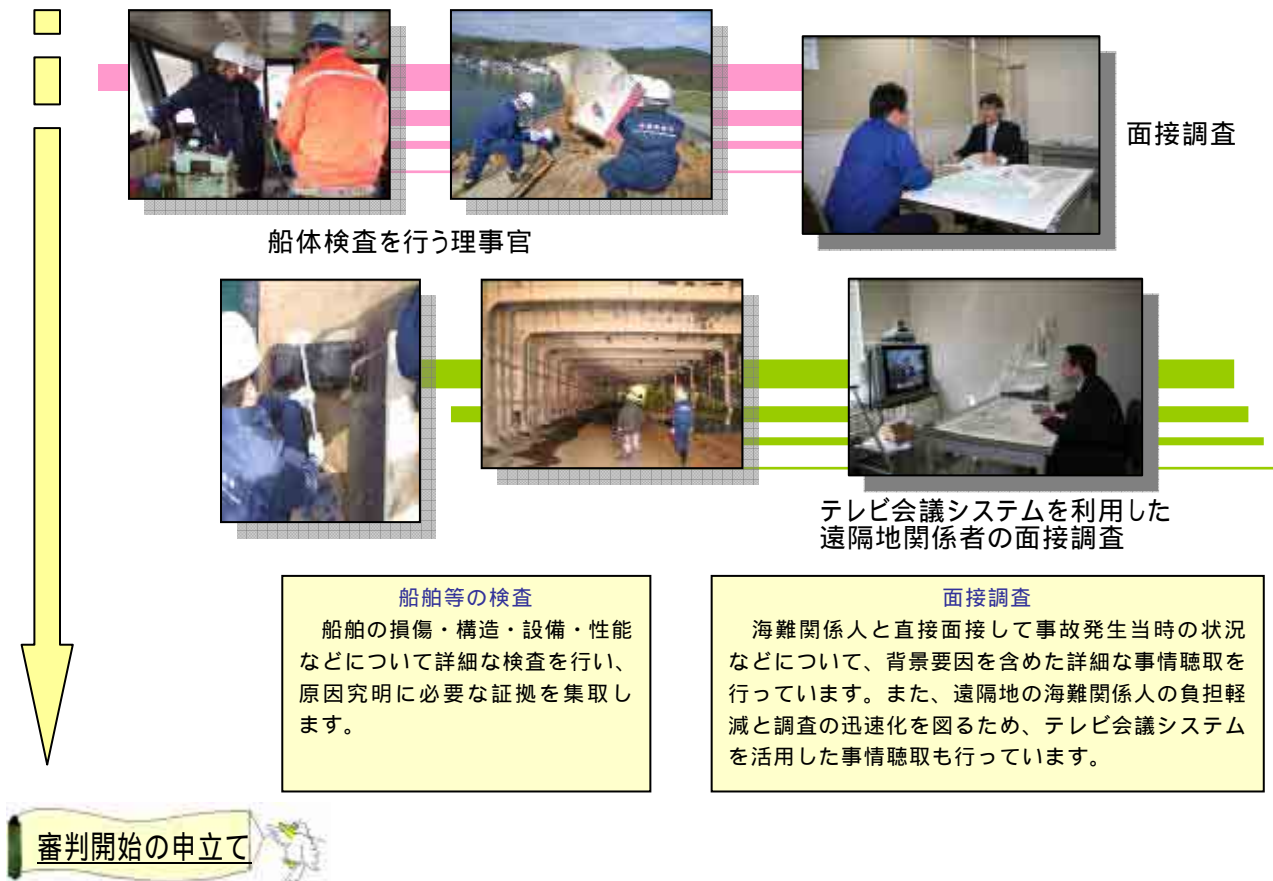 面接調査
船体検査を行う理事官
テレビ会議システムを利用した
遠隔地関係者の面接調査
船舶等の検査
船舶の損傷・構造・設備・性能
などについて詳細な検査を行い、
原因究明に必要な証拠を集取し
ます。
面接調査
海難関係人と直接面接して事故発生当時の状況
などについて、背景要因を含めた詳細な事情聴取を
行っています。また、遠隔地の海難関係人の負担軽
減と調査の迅速化を図るため、テレビ会議システム
を活用した事情聴取も行っています。
審判開始の申立て